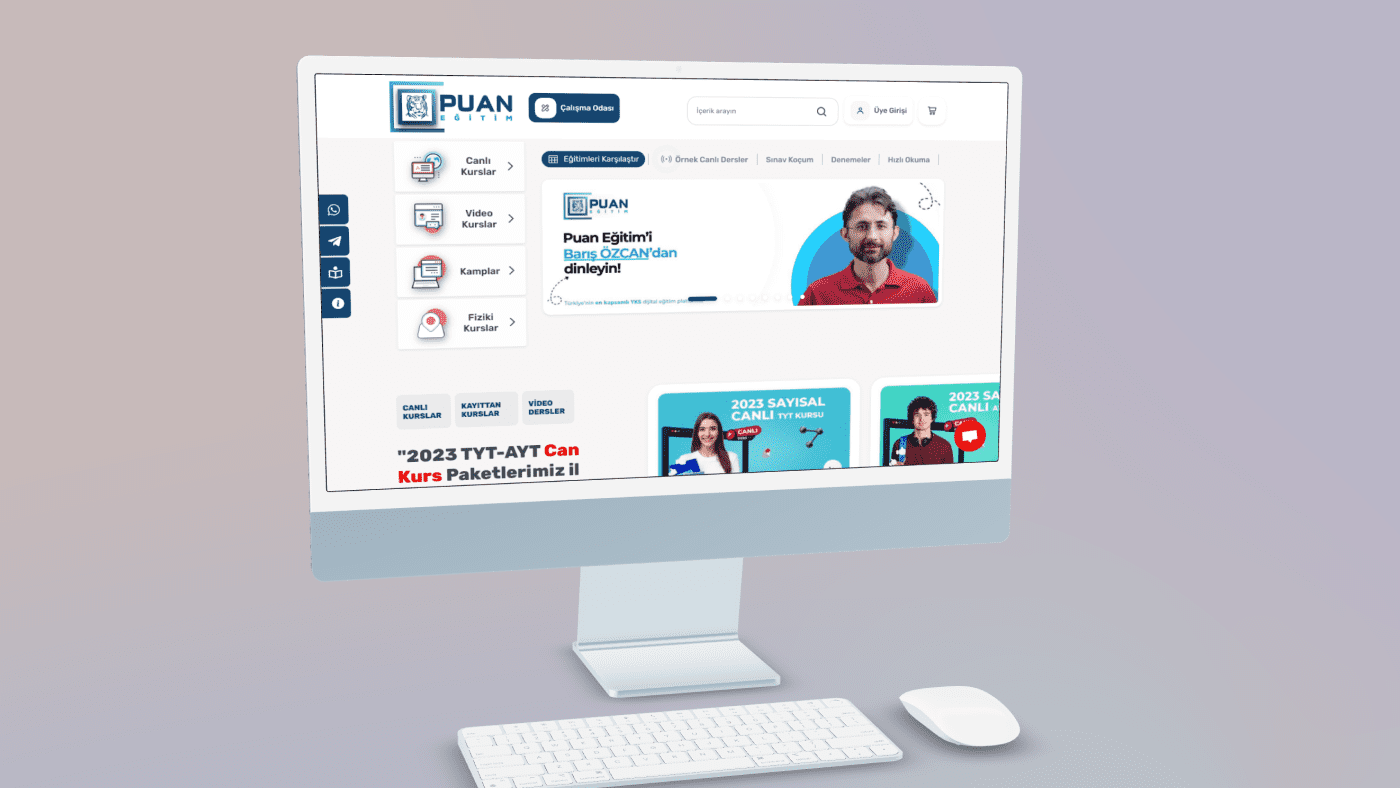 PUAN
EĞİTİM
Çalışma Odası
İçerik arayın
Üye Girişi
Canlı
Kurslar
Video
Kurslar
Kamplar
Fiziki
Kurslar
Eğitimleri Karşılaştır
Örnek Canlı Dersler
Sınav Koçum
Denemeler
Hızlı Okuma
PUAN
EĞİTİM
Puan Eğitim'i
Barış ÖZCAN'dan
dinleyin!
Türkiye'nin en kapsamlı YKS dijital eğitim
CANLI
KURSLAR
KAYITTAN
KURSLAR
VİDEO
DERSLER
"2023 TYT-AYT Can
Kurs Paketlerimiz il
2023 SAYISAL
CANLI TYT KURSU
CANLI
2023 SA
CANLI A